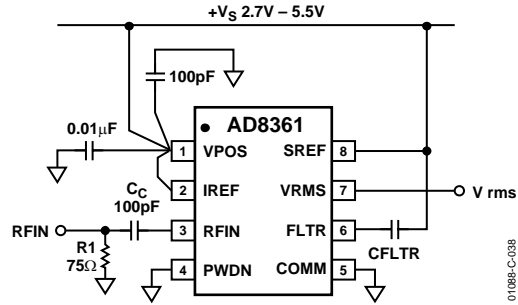 +VS 2.7V – 5.5V
100pF
0.01μF
AD8361
1 VPOS SREF 8
2 IREF VRMS 7
V rms
CC
100pF
RFIN
3 RFIN FLTR 6
R1
75Ω
CFLTR
4 PWDN COMM 5
01088-C-038